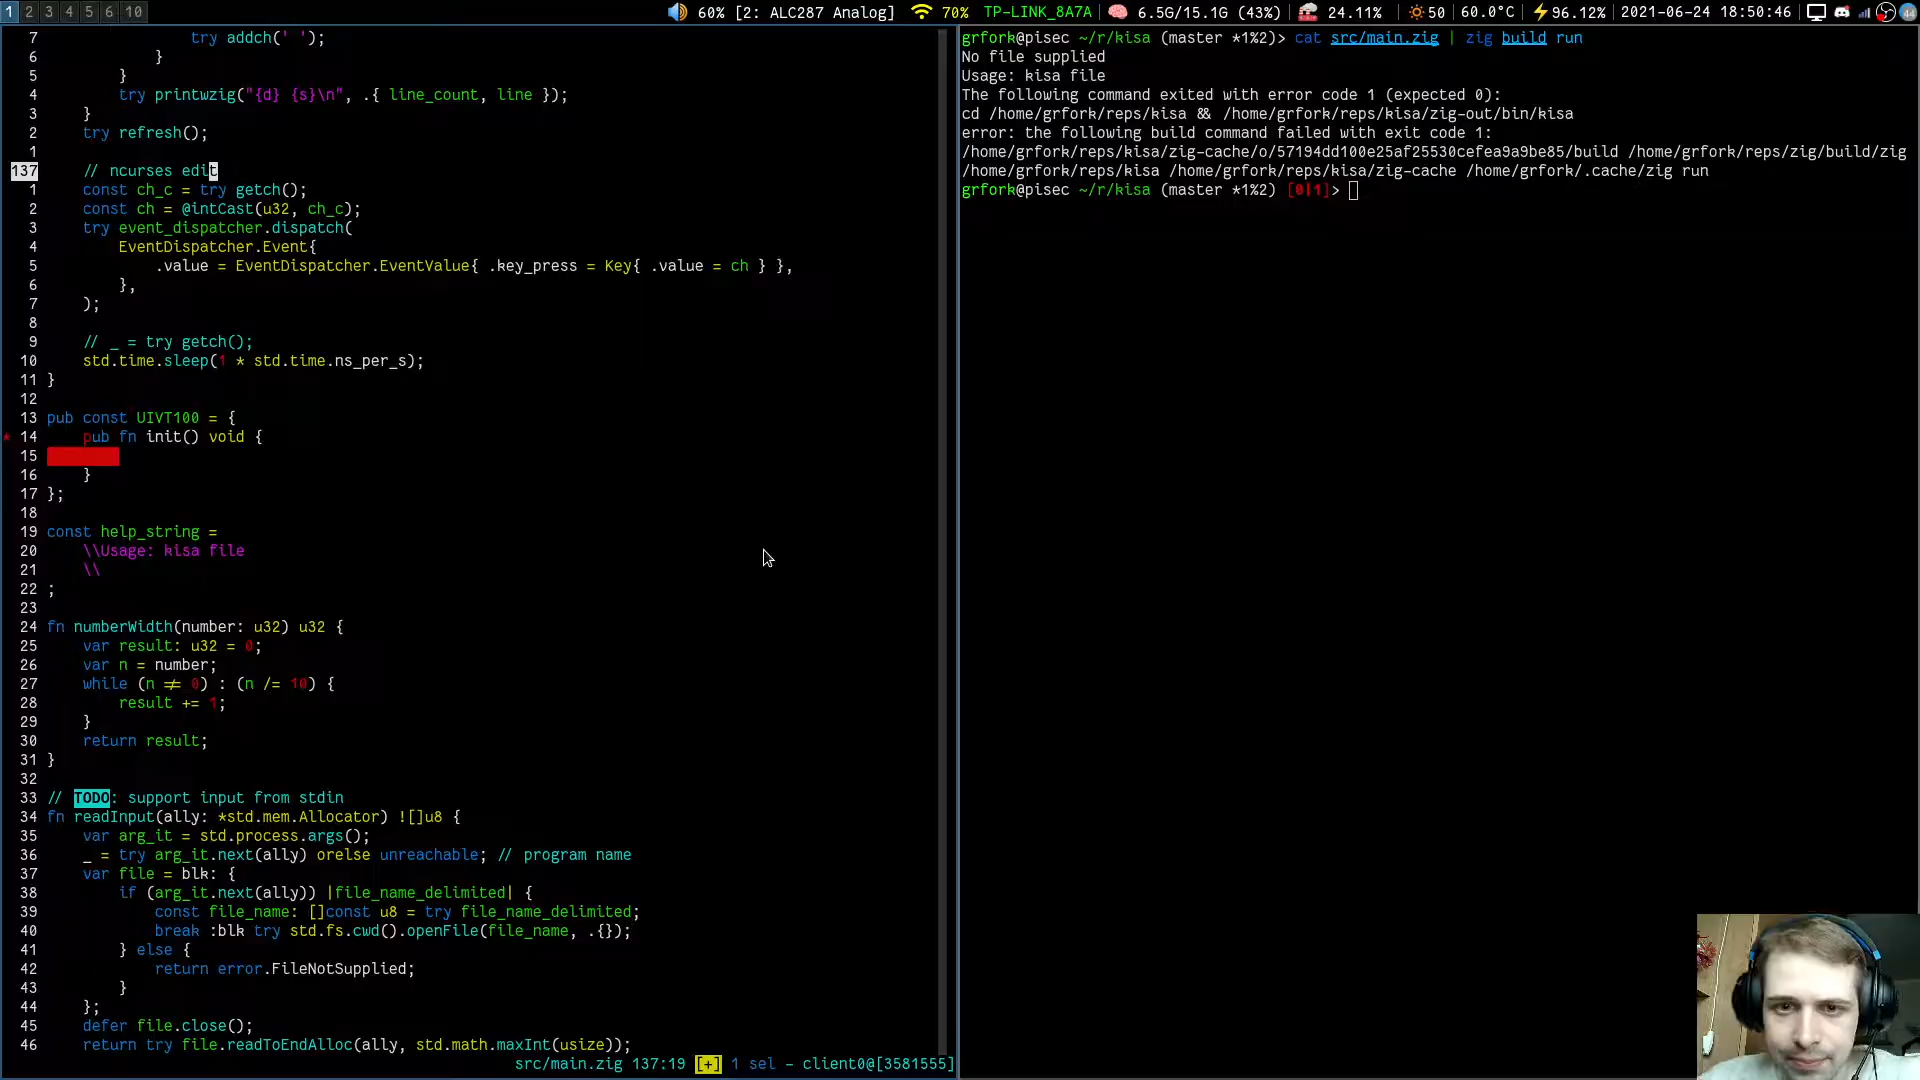 1 2 3 4 5 6 10
60% [2: ALC287 Analog] 70% TP-LINK_8A7A | 6.5G/15.1G (43%) | 24.11% | 50 | 60.0°C | 96.12% | 2021-06-24 18:50:46 | 44
7                 try addch(' ');
6             }
5         }
4         try printwzig("{d} {s}\n", .{ line_count, line });
3     }
2     try refresh();
1
137     // ncurses edit
1     const ch_c = try getch();
2     const ch = @intCast(u32, ch_c);
3     try event_dispatcher.dispatch(
4         EventDispatcher.Event{
5             .value = EventDispatcher.EventValue{ .key_press = Key{ .value = ch } },
6         },
7     );
8
9     // _ = try getch();
10     std.time.sleep(1 * std.time.ns_per_s);
11 }
12
13 pub const UIVT100 = {
* 14     pub fn init() void {
15
16     }
17 };
18
19 const help_string =
20     \\Usage: kisa file
21     \\
22 ;
23
24 fn numberWidth(number: u32) u32 {
25     var result: u32 = 0;
26     var n = number;
27     while (n != 0) : (n /= 10) {
28         result += 1;
29     }
30     return result;
31 }
32
33 // TODO: support input from stdin
34 fn readInput(ally: *std.mem.Allocator) ![]u8 {
35     var arg_it = std.process.args();
36     _ = try arg_it.next(ally) orelse unreachable; // program name
37     var file = blk: {
38         if (arg_it.next(ally)) |file_name_delimited| {
39             const file_name: []const u8 = try file_name_delimited;
40             break :blk try std.fs.cwd().openFile(file_name, .{});
41         } else {
42             return error.FileNotSupplied;
43         }
44     };
45     defer file.close();
46     return try file.readToEndAlloc(ally, std.math.maxInt(usize));
src/main.zig 137:19 [+] 1 sel - client0@[3581555]
grfork@pisec ~/r/kisa (master *1%2)> cat src/main.zig | zig build run
No file supplied
Usage: kisa file
The following command exited with error code 1 (expected 0):
cd /home/grfork/reps/kisa && /home/grfork/reps/kisa/zig-out/bin/kisa
error: the following build command failed with exit code 1:
/home/grfork/reps/kisa/zig-cache/o/57194dd100e25af25530cefea9a9be85/build /home/grfork/reps/zig/build/zig
/home/grfork/reps/kisa /home/grfork/reps/kisa/zig-cache /home/grfork/.cache/zig run
grfork@pisec ~/r/kisa (master *1%2) [0|1]>